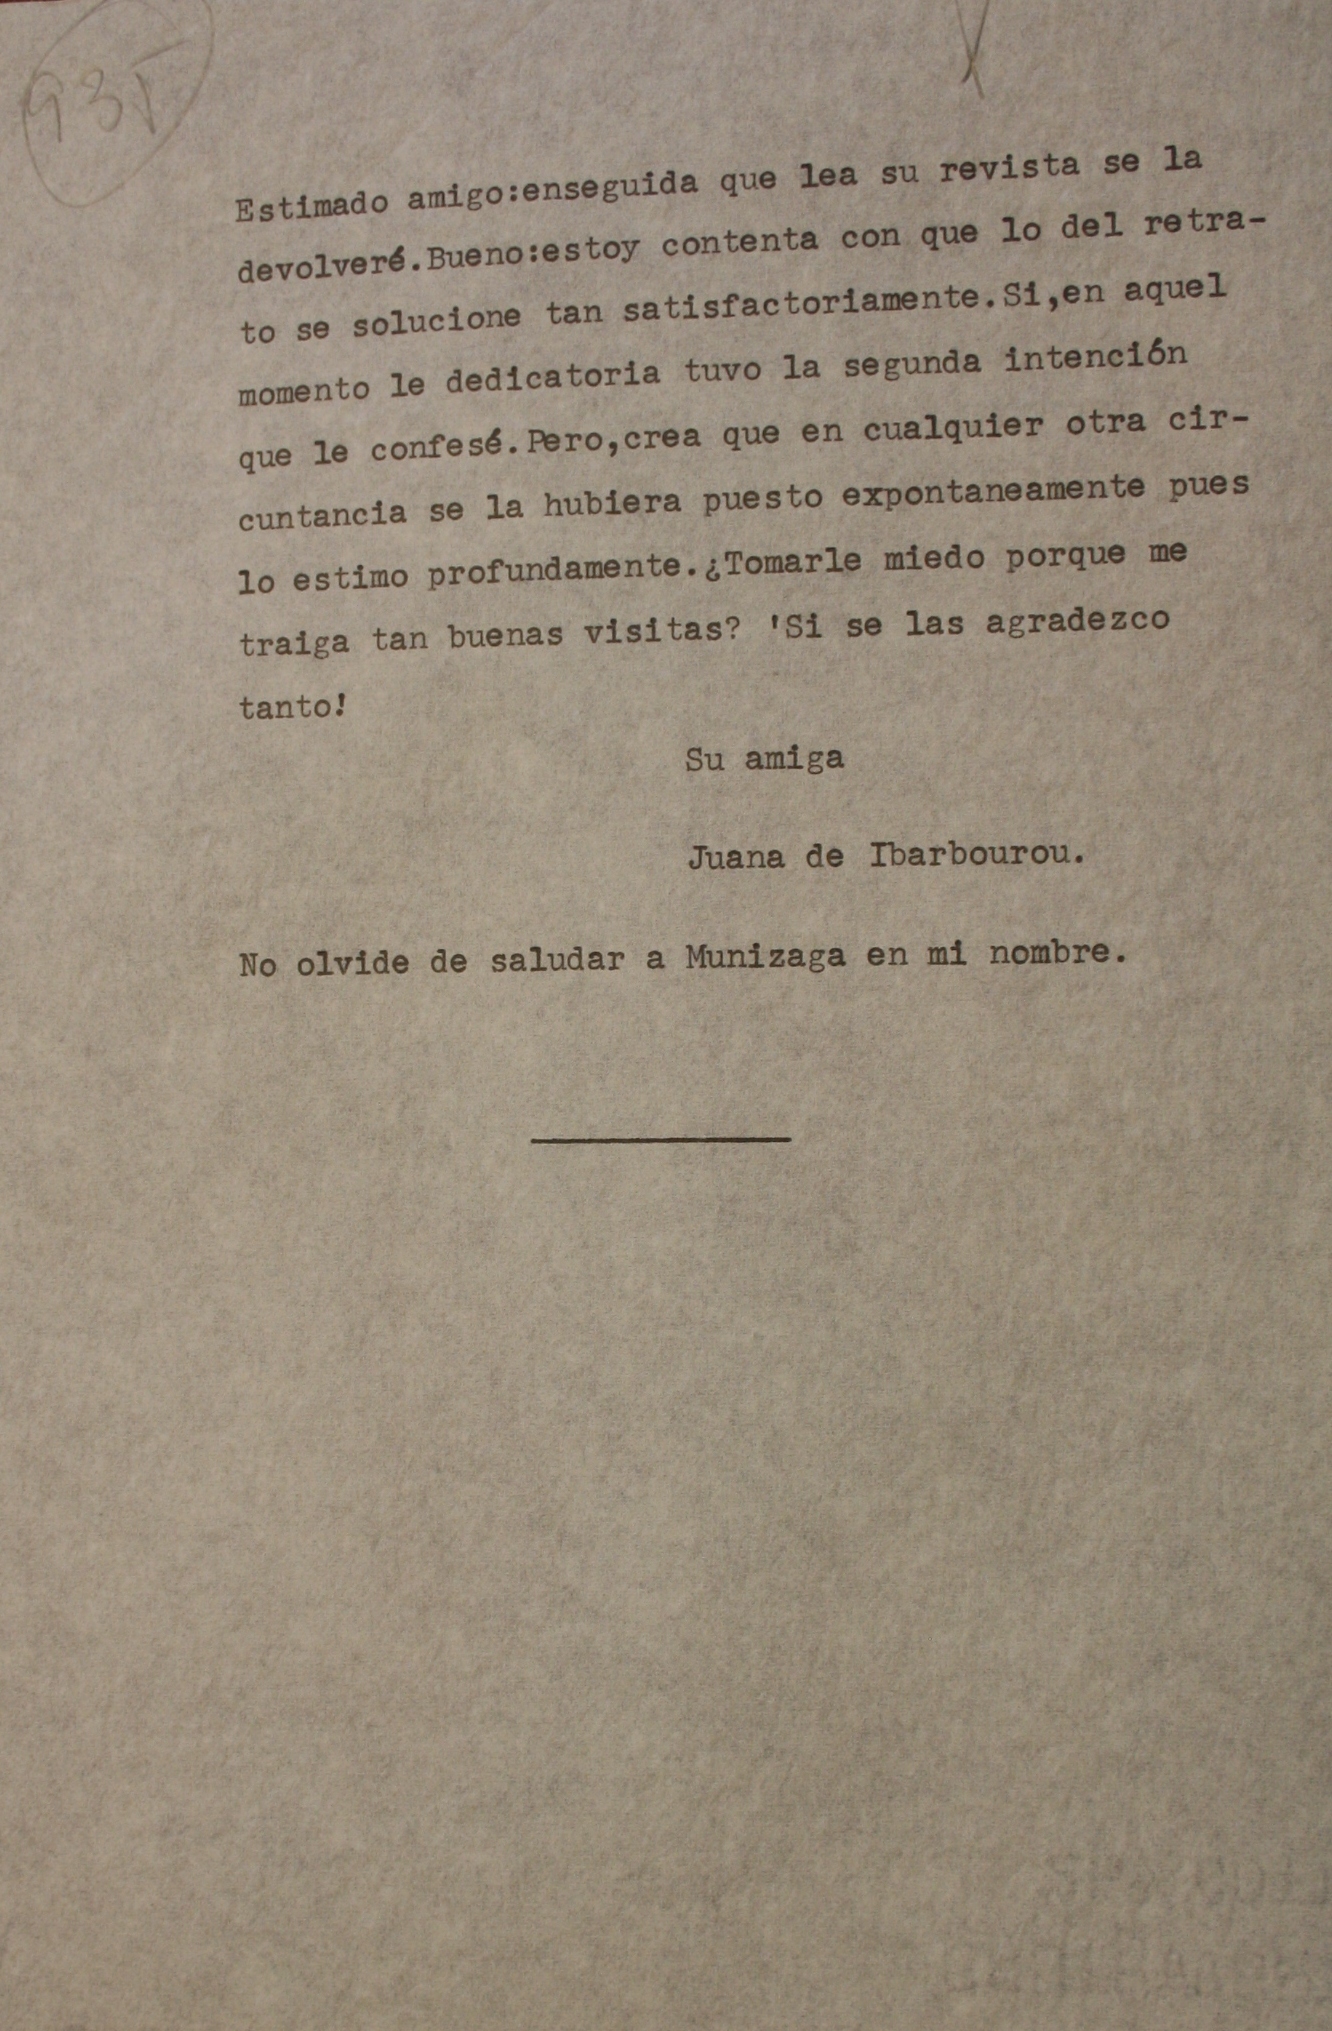 935
Estimado amigo:enseguida que lea su revista se la
devolveré.Bueno:estoy contenta con que lo del retra-
to se solucione tan satisfactoriamente.Si,en aquel
momento le dedicatoria tuvo la segunda intención
que le confesé.Pero,crea que en cualquier otra cir-
cuntancia se la hubiera puesto expontaneamente pues
lo estimo profundamente.¿Tomarle miedo porque me
traiga tan buenas visitas? 'Si se las agradezco
tanto!
Su amiga
Juana de Ibarbourou.
No olvide de saludar a Munizaga en mi nombre.